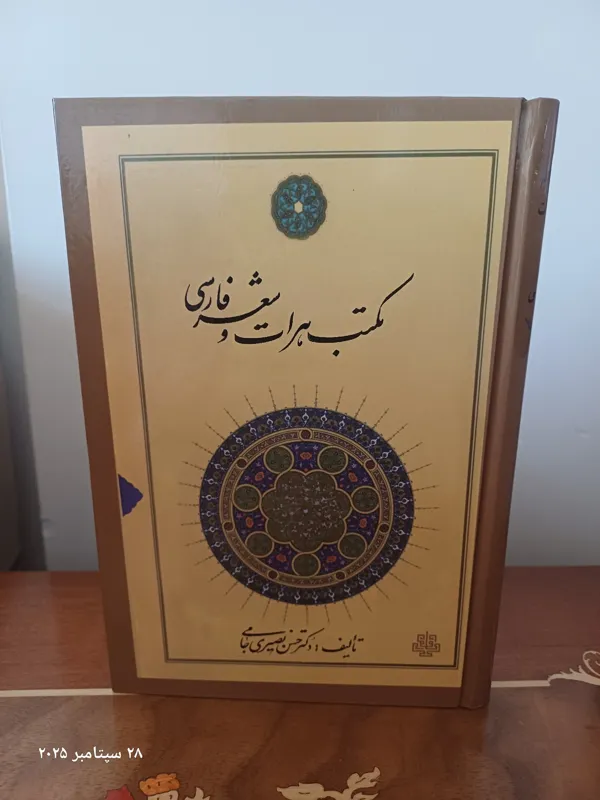 مکتب هرات و شعر فارسی
تألیف: دکتر حسن نصیری جامی
۲۸ سپتامبر ۲۰۲۵